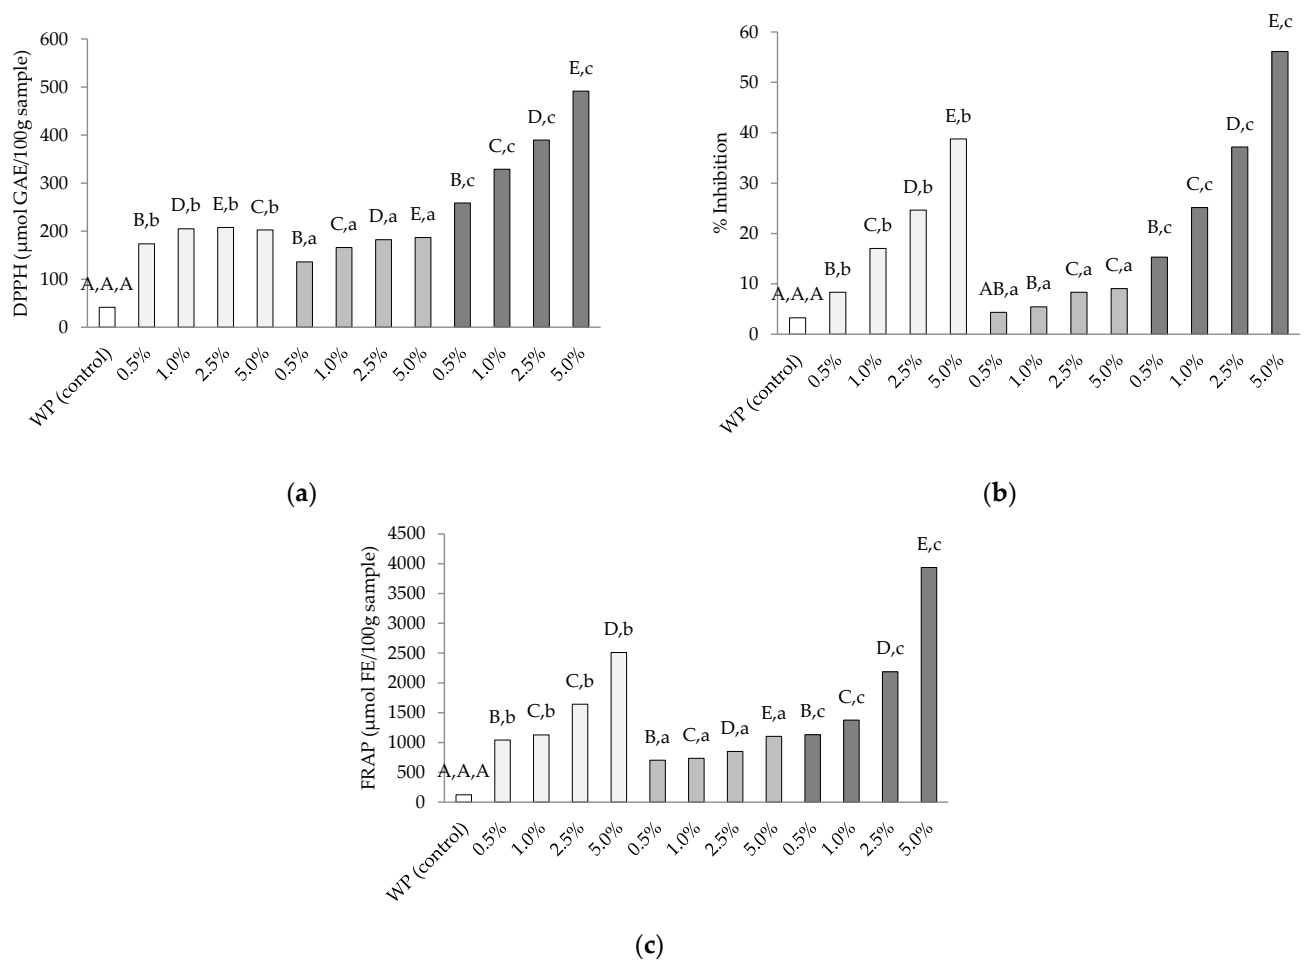 DPPH (µmol GAE/100g sample)
600
500
400
300
200
100
0
A,A,A
B,b
D,b
E,b
C,b
B,a
C,a
D,a
E,a
B,c
C,c
D,c
E,c
WP (control)
0.5%
1.0%
2.5%
5.0%
0.5%
1.0%
2.5%
5.0%
0.5%
1.0%
2.5%
5.0%
(a)
% Inhibition
60
50
40
30
20
10
0
A,A,A
B,b
C,b
D,b
E,b
AB,a
B,a
C,a
C,a
B,c
C,c
D,c
E,c
WP (control)
0.5%
1.0%
2.5%
5.0%
0.5%
1.0%
2.5%
5.0%
0.5%
1.0%
2.5%
5.0%
(b)
FRAP (µmol FE/100g sample)
4500
4000
3500
3000
2500
2000
1500
1000
500
0
A,A,A
B,b
C,b
C,b
D,b
B,a
C,a
D,a
E,a
B,c
C,c
D,c
E,c
WP (control)
0.5%
1.0%
2.5%
5.0%
0.5%
1.0%
2.5%
5.0%
0.5%
1.0%
2.5%
5.0%
(c)